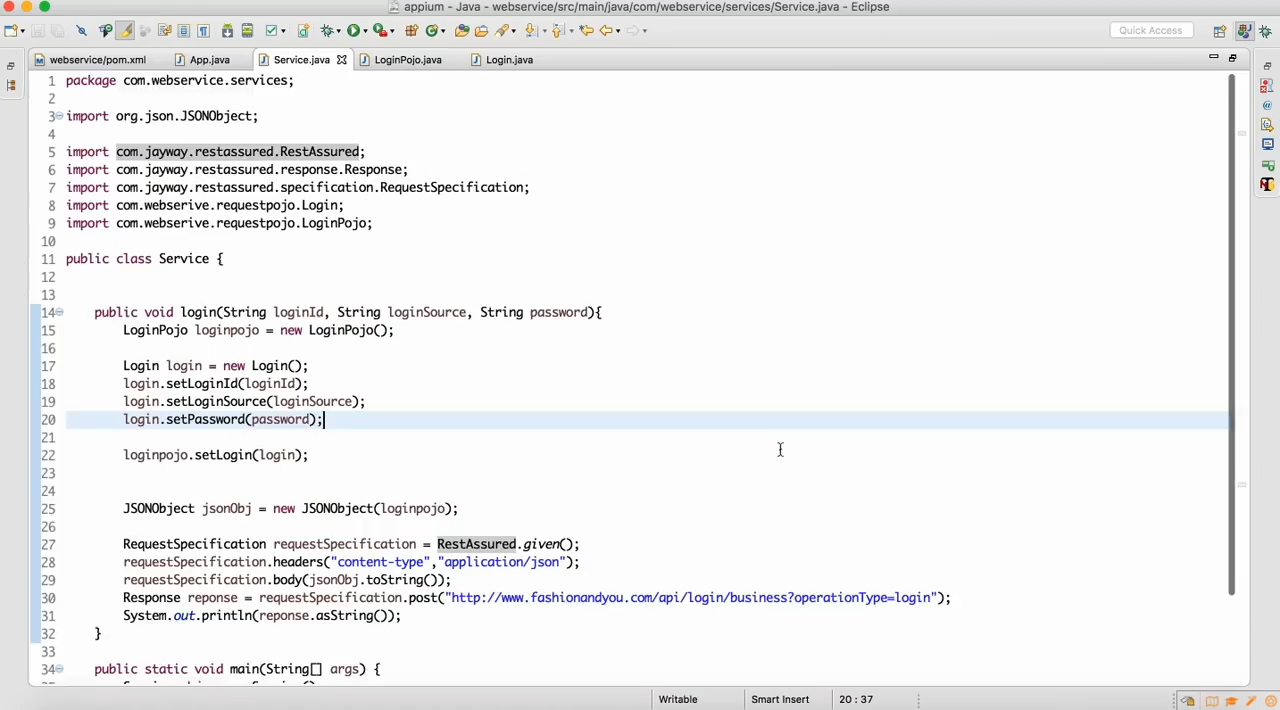 appium - Java - webservice/src/main/java/com/webservice/services/Service.java - Eclipse
Quick Access
webservice/pom.xml App.java Service.java LoginPojo.java Login.java
1 package com.webservice.services;
2
3 import org.json.JSONObject;
4
5 import com.jayway.restassured.RestAssured;
6 import com.jayway.restassured.response.Response;
7 import com.jayway.restassured.specification.RequestSpecification;
8 import com.webserive.requestpojo.Login;
9 import com.webserive.requestpojo.LoginPojo;
10
11 public class Service {
12
13
14 public void login(String loginId, String loginSource, String password){
15 LoginPojo loginpojo = new LoginPojo();
16
17 Login login = new Login();
18 login.setLoginId(loginId);
19 login.setLoginSource(loginSource);
20 login.setPassword(password);
21
22 loginpojo.setLogin(login);
23
24
25 JSONObject jsonObj = new JSONObject(loginpojo);
26
27 RequestSpecification requestSpecification = RestAssured.given();
28 requestSpecification.headers("content-type","application/json");
29 requestSpecification.body(jsonObj.toString());
30 Response reponse = requestSpecification.post("http://www.fashionandyou.com/api/login/business?operationType=login");
31 System.out.println(reponse.asString());
32 }
33
34 public static void main(String[] args) {
Writable Smart Insert 20 : 37